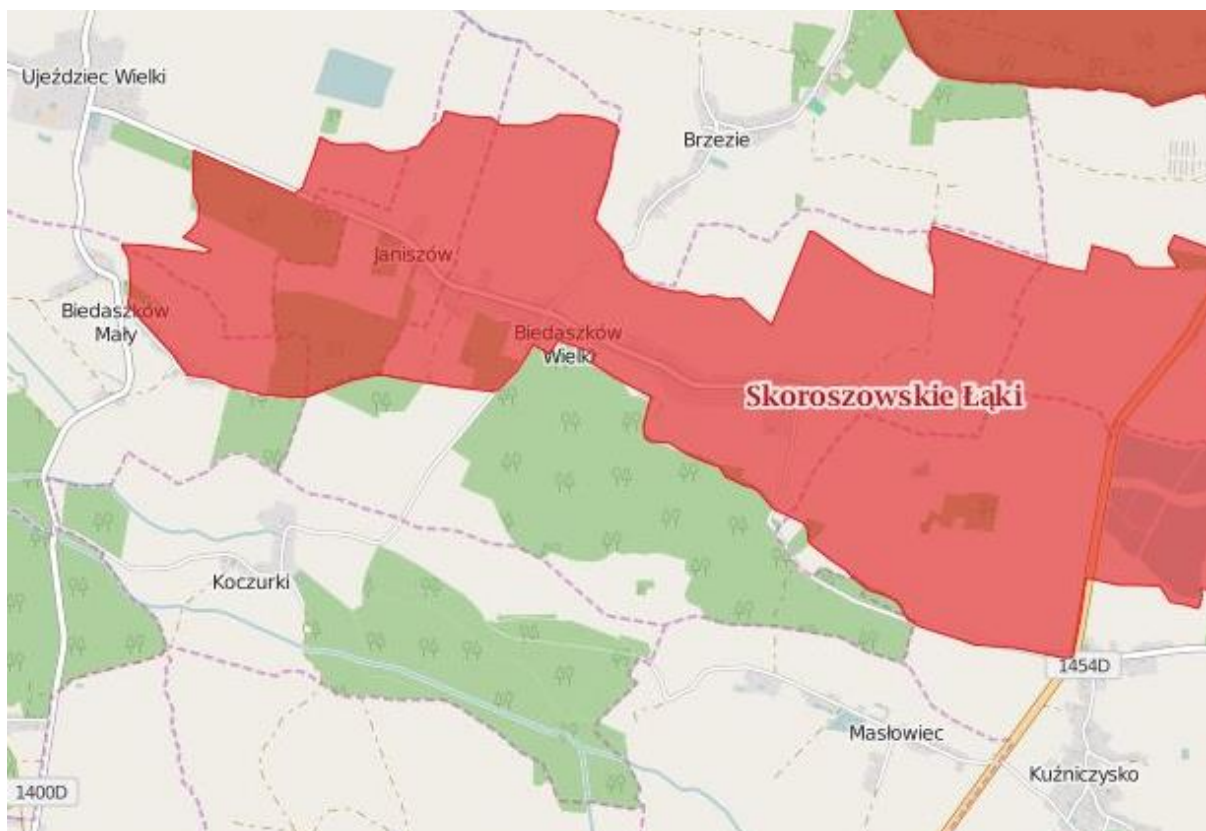 Ujeździec Wielki
Brzezie
Janiszów
Biedaszków
Mały
Biedaszków
Wielki
Skoroszowskie Łąki
Koczurki
1454D
Masłowiec
Kuźniczysko
1400D